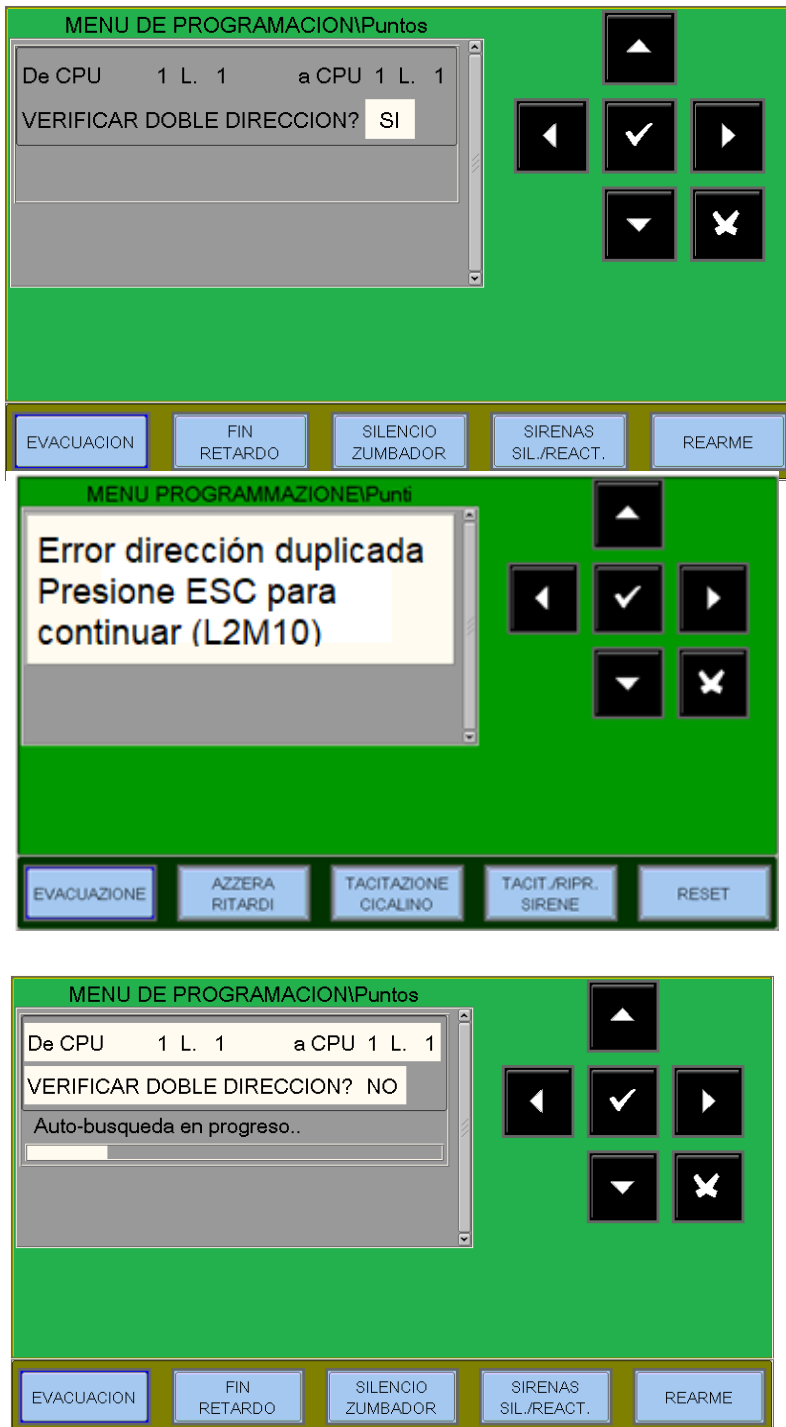 MENU DE PROGRAMACION\Puntos
De CPU 1 L. 1 a CPU 1 L. 1
VERIFICAR DOBLE DIRECCION? SI
EVACUACION
FIN
RETARDO
SILENCIO
ZUMBADOR
SIRENAS
SIL./REACT.
REARME
MENU PROGRAMMAZIONE\Punti
Error dirección duplicada
Presione ESC para
continuar (L2M10)
EVACUAZIONE
AZZERA
RITARDI
TACITAZIONE
CICALINO
TACIT./RIPR.
SIRENE
RESET
MENU DE PROGRAMACION\Puntos
De CPU 1 L. 1 a CPU 1 L. 1
VERIFICAR DOBLE DIRECCION? NO
Auto-busqueda en progreso..
EVACUACION
FIN
RETARDO
SILENCIO
ZUMBADOR
SIRENAS
SIL./REACT.
REARME